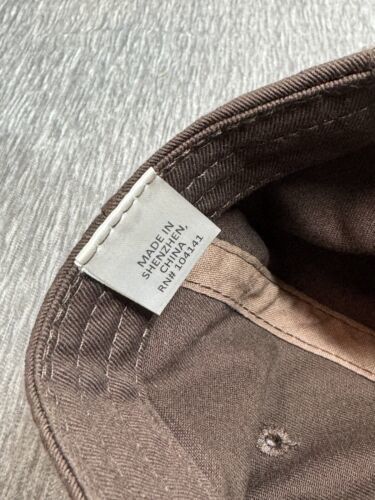 MADE IN
SHENZHEN,
CHINA
RN# 104141